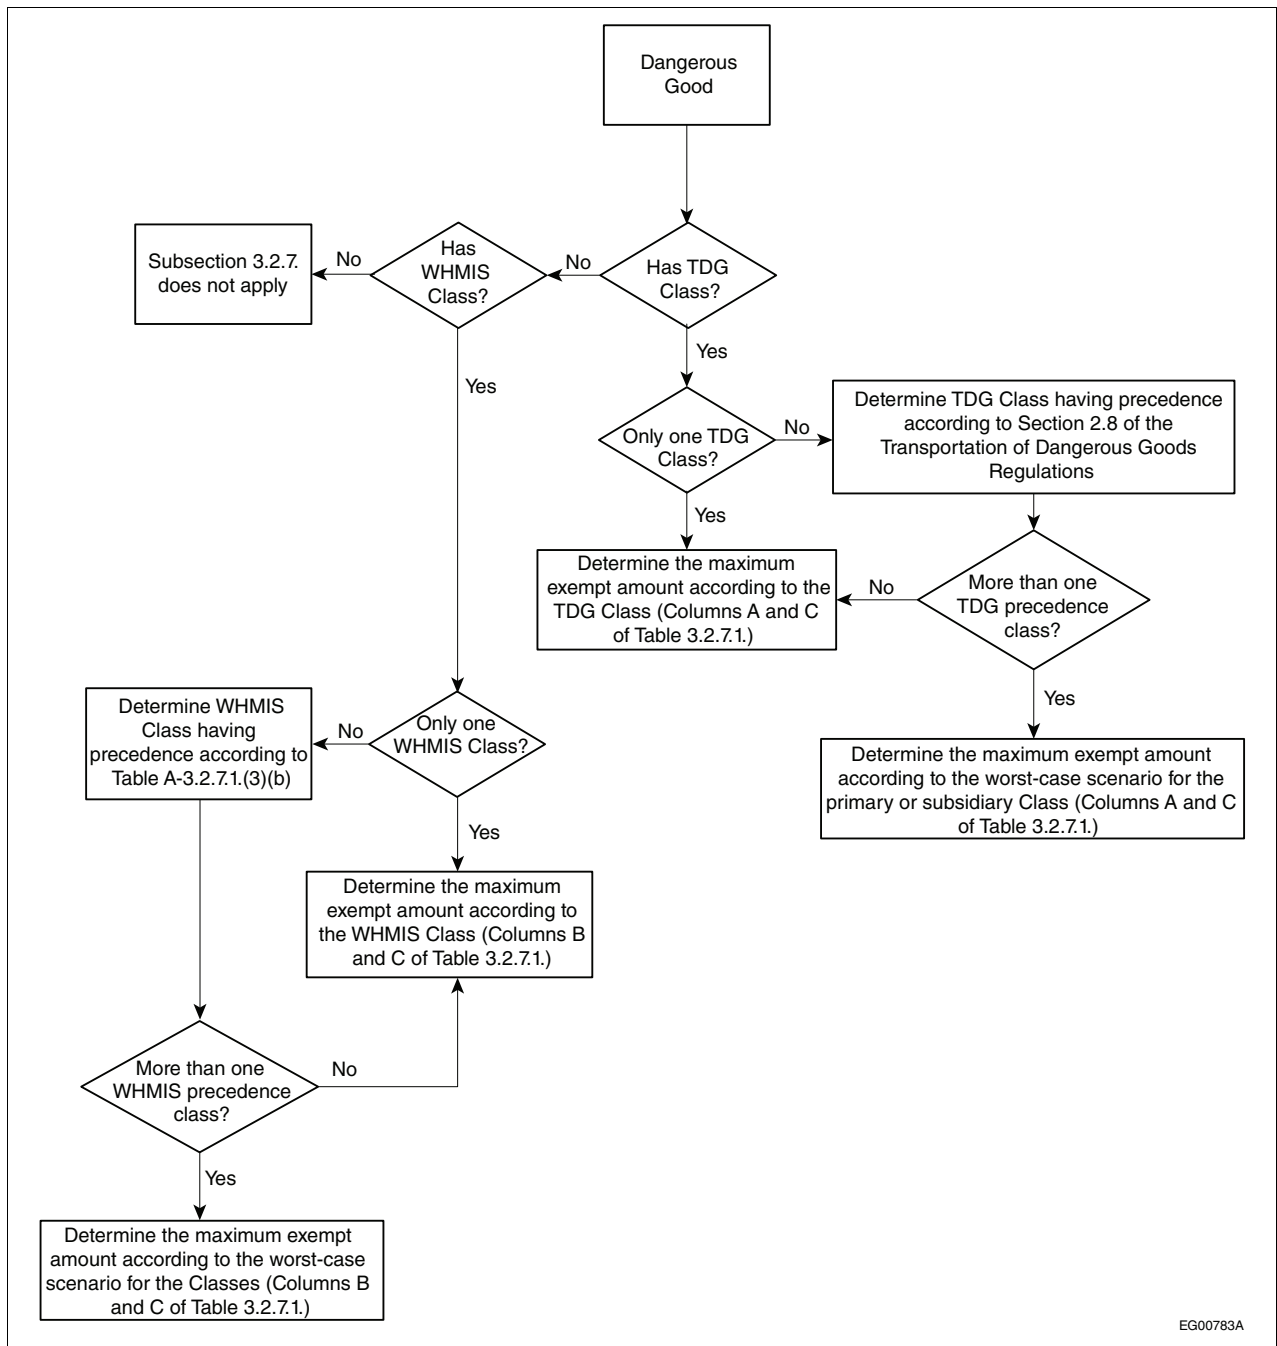 Dangerous
Good
Has TDG
Class?
No
Has
WHMIS
Class?
No
Subsection 3.2.7.
does not apply
Yes
Yes
Only one TDG
Class?
No
Determine TDG Class having precedence
according to Section 2.8 of the
Transportation of Dangerous Goods
Regulations
Yes
Determine the maximum
exempt amount according to the
TDG Class (Columns A and C
of Table 3.2.7.1.)
No
More than one
TDG precedence
class?
Yes
Determine the maximum exempt amount
according to the worst-case scenario for the
primary or subsidiary Class (Columns A and C
of Table 3.2.7.1.)
Only one
WHMIS Class?
No
Determine WHMIS
Class having
precedence according to
Table A-3.2.7.1.(3)(b)
Yes
Determine the maximum
exempt amount according to
the WHMIS Class (Columns B
and C of Table 3.2.7.1.)
More than one
WHMIS precedence
class?
No
Yes
Determine the maximum exempt
amount according to the worst-case
scenario for the Classes (Columns B
and C of Table 3.2.7.1.)
EG00783A